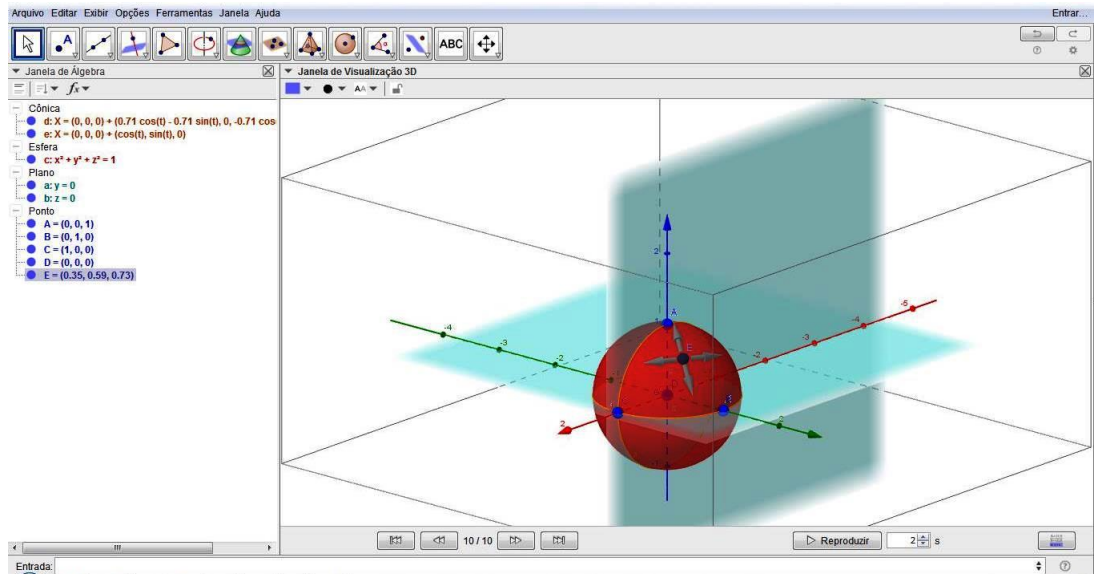 Arquivo Editar Exibir Opções Ferramentas Janela Ajuda
Entrar...
ABC
Janela de Álgebra
Janela de Visualização 3D
fx
AA
Cônica
d: X = (0, 0, 0) + (0.71 cos(t) - 0.71 sin(t), 0, -0.71 cos
e: X = (0, 0, 0) + (cos(t), sin(t), 0)
Esfera
c: x² + y² + z² = 1
Plano
a: y = 0
b: z = 0
Ponto
A = (0, 0, 1)
B = (0, 1, 0)
C = (1, 0, 0)
D = (0, 0, 0)
E = (0.35, 0.59, 0.73)
2
-5
A
-4
-4
-3
E
-3
-2
-2
D
2
2
10 / 10
Reproduzir
2
s
Entrada: